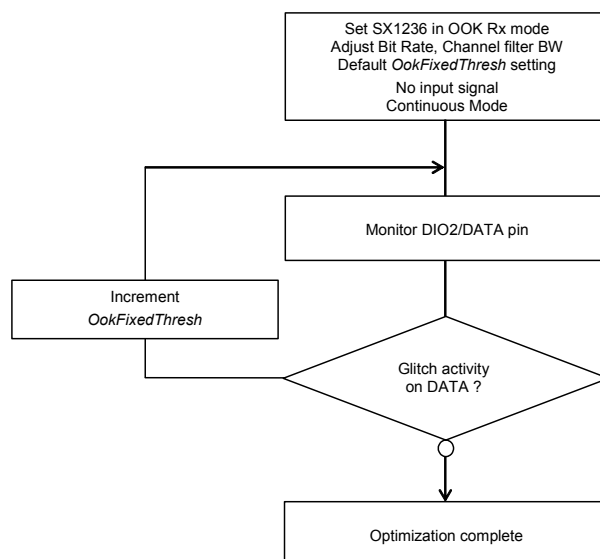 Set SX1236 in OOK Rx mode
Adjust Bit Rate, Channel filter BW
Default OokFixedThresh setting
No input signal
Continuous Mode
Monitor DIO2/DATA pin
Increment
OokFixedThresh
Glitch activity
on DATA ?
Optimization complete